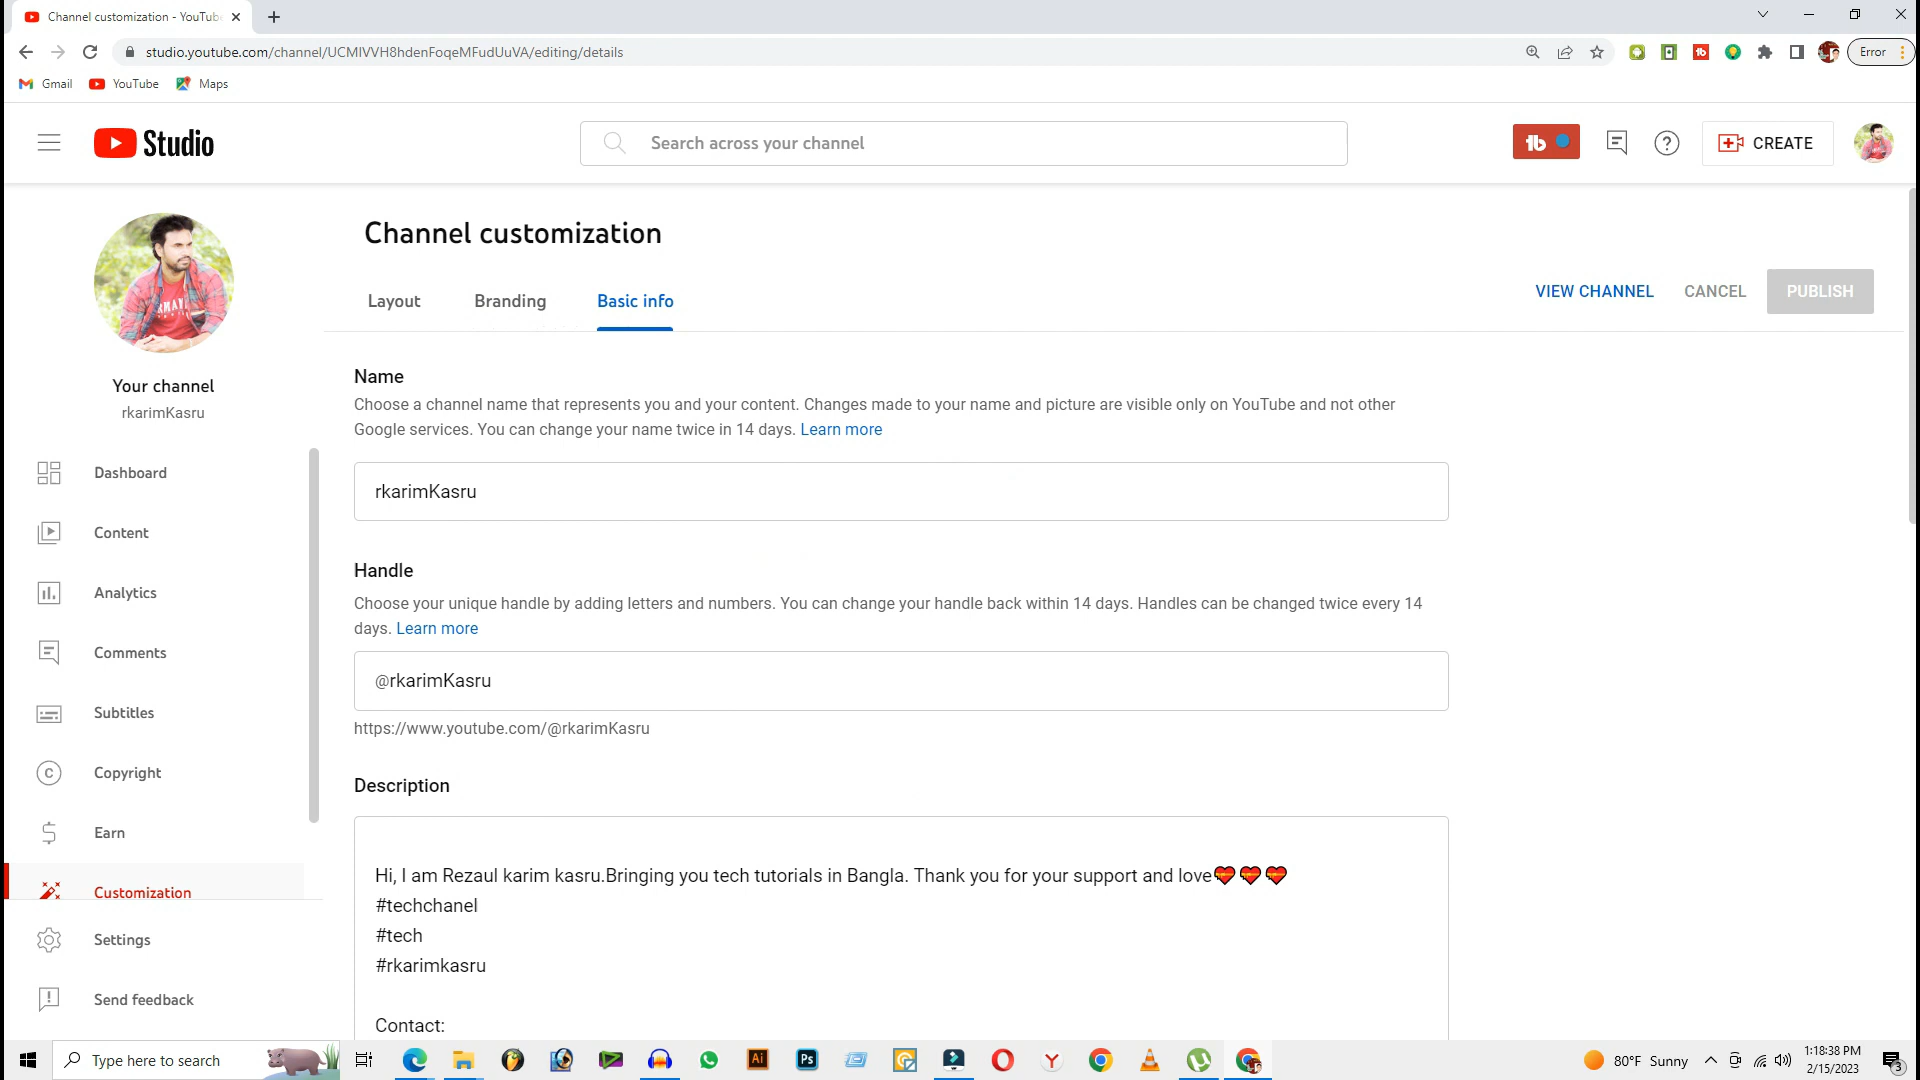 Channel customization - YouTub
studio.youtube.com/channel/UCMIVVH8hdenFoqeMFudUuVA/editing/details
Error
Gmail
YouTube
Maps
Studio
Search across your channel
CREATE
Your channel
rkarimKasru
Dashboard
Content
Analytics
Comments
Subtitles
Copyright
Earn
Customization
Settings
Send feedback
Channel customization
Layout
Branding
Basic info
VIEW CHANNEL
CANCEL
PUBLISH
Name
Choose a channel name that represents you and your content. Changes made to your name and picture are visible only on YouTube and not other
Google services. You can change your name twice in 14 days. Learn more
rkarimKasru
Handle
Choose your unique handle by adding letters and numbers. You can change your handle back within 14 days. Handles can be changed twice every 14
days. Learn more
@rkarimKasru
https://www.youtube.com/@rkarimKasru
Description
Hi, I am Rezaul karim kasru.Bringing you tech tutorials in Bangla. Thank you for your support and love💝💝💝
#techchanel
#tech
#rkarimkasru
Contact:
Type here to search
Ai
Ps
80°F Sunny
1:18:38 PM
2/15/2023
3